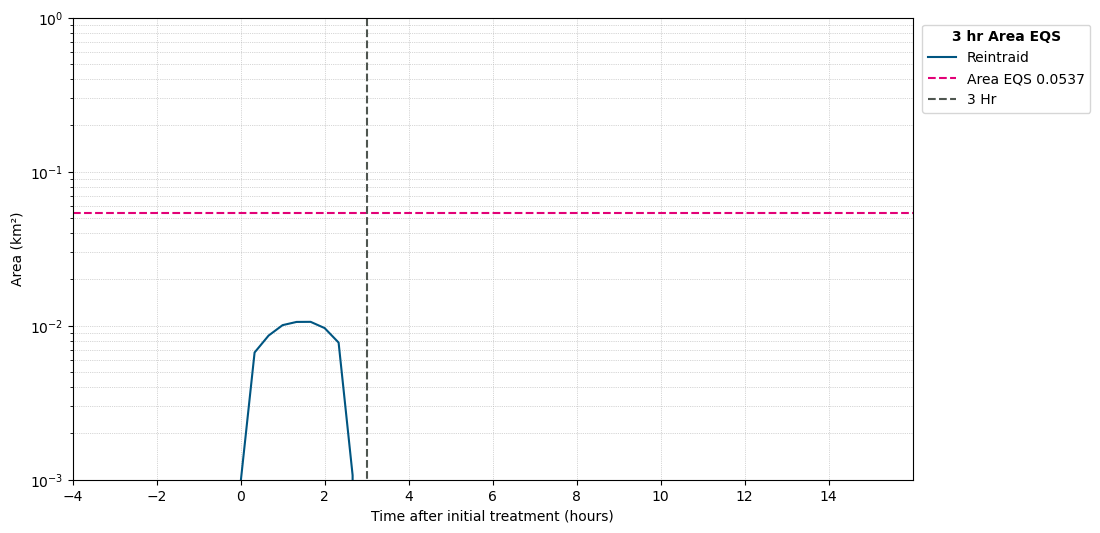 10⁰
10⁻¹
10⁻²
10⁻³
Area (km²)
−4 −2 0 2 4 6 8 10 12 14
Time after initial treatment (hours)
3 hr Area EQS
Reintraid
Area EQS 0.0537
3 Hr